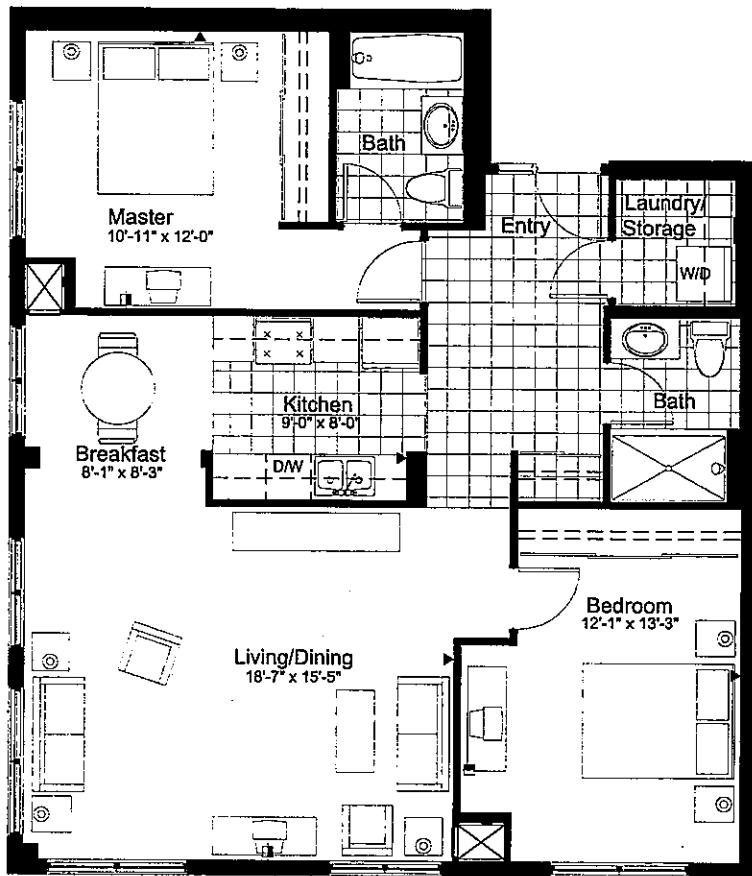 Bath
Master
10'-11" x 12'-0"
Entry
Laundry/
Storage
W/D
Kitchen
9'-0" x 8'-0"
Bath
Breakfast
8'-1" x 8'-3"
D/W
Bedroom
12'-1" x 13'-3"
Living/Dining
18'-7" x 15'-5"